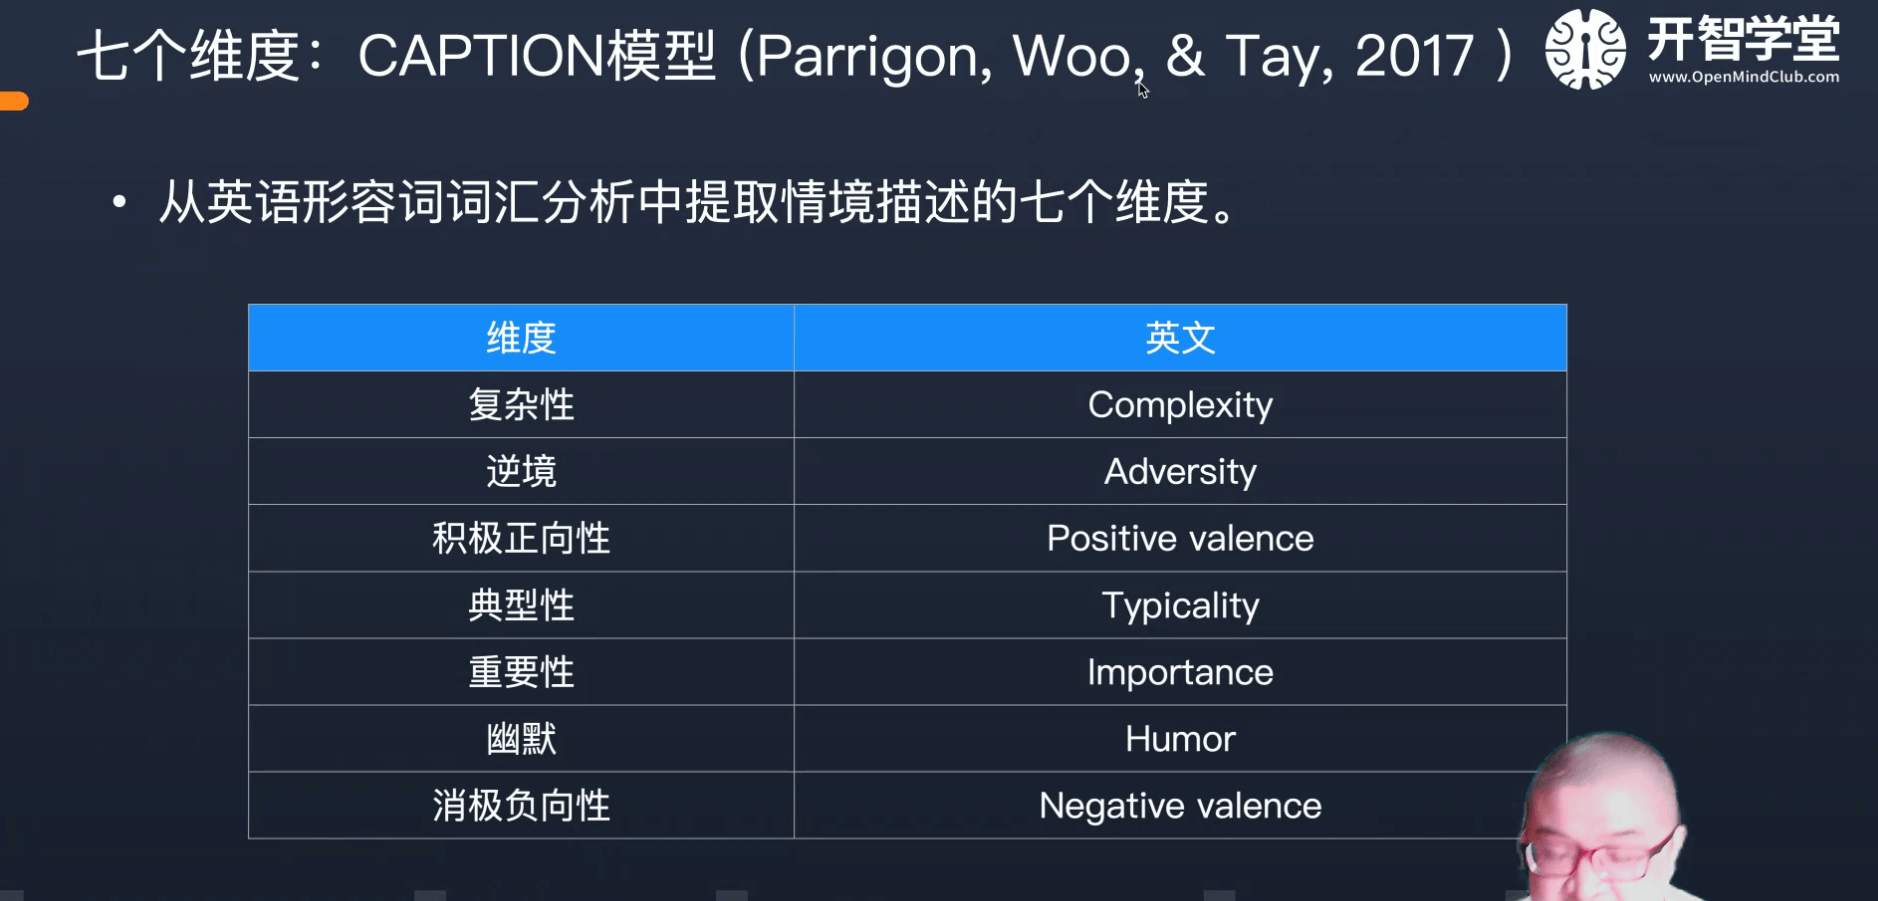 七个维度：CAPTION模型 (Parrigon, Woo, & Tay, 2017 )
开智学堂
www.OpenMindClub.com
• 从英语形容词词汇分析中提取情境描述的七个维度。
维度 英文
复杂性 Complexity
逆境 Adversity
积极正向性 Positive valence
典型性 Typicality
重要性 Importance
幽默 Humor
消极负向性 Negative valence